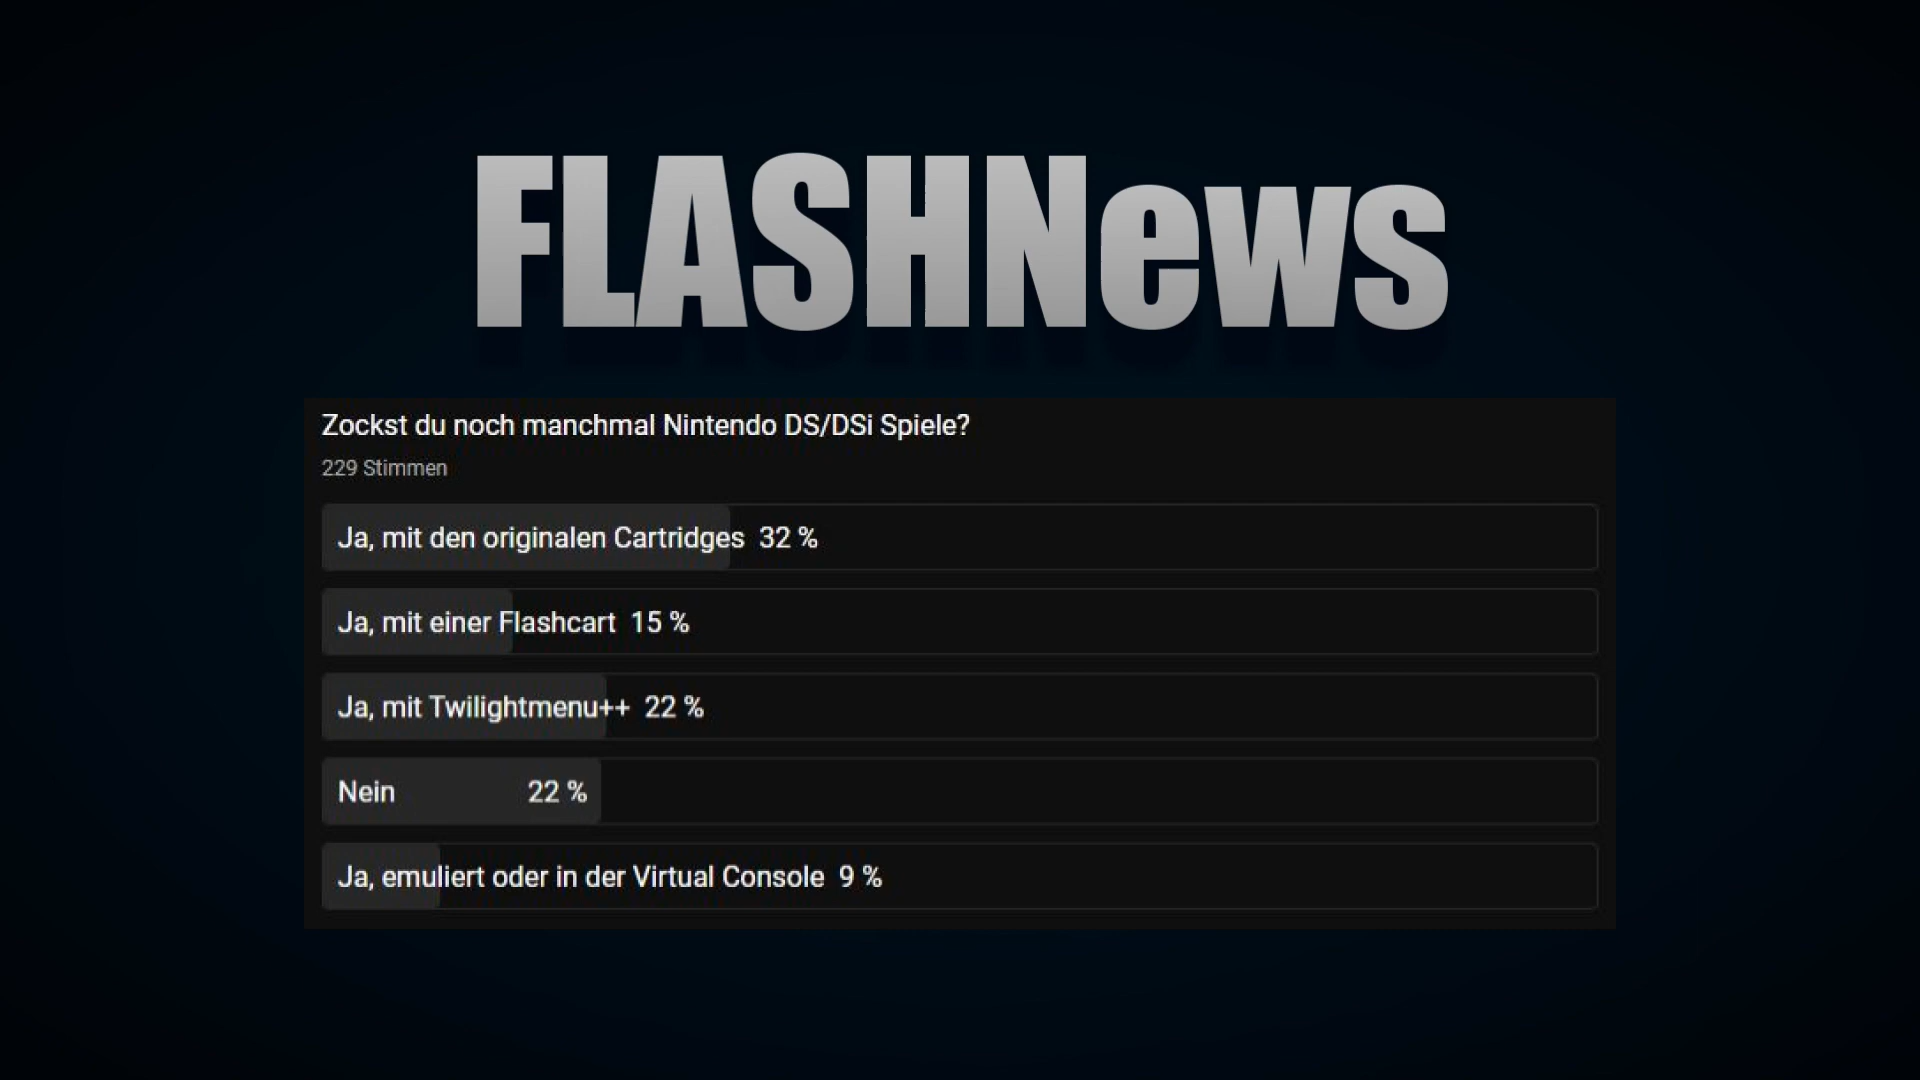 FLASHNews
Zockst du noch manchmal Nintendo DS/DSi Spiele?
229 Stimmen
Ja, mit den originalen Cartridges 32 %
Ja, mit einer Flashcart 15 %
Ja, mit Twilightmenu++ 22 %
Nein 22 %
Ja, emuliert oder in der Virtual Console 9 %